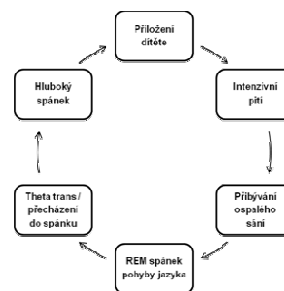 Přiložení
dítěte
Intenzivní
pití
Přibývání
ospalého
sání
REM spánek
pohyby jazyka
Theta trans /
přecházení
do spánku
Hluboký
spánek